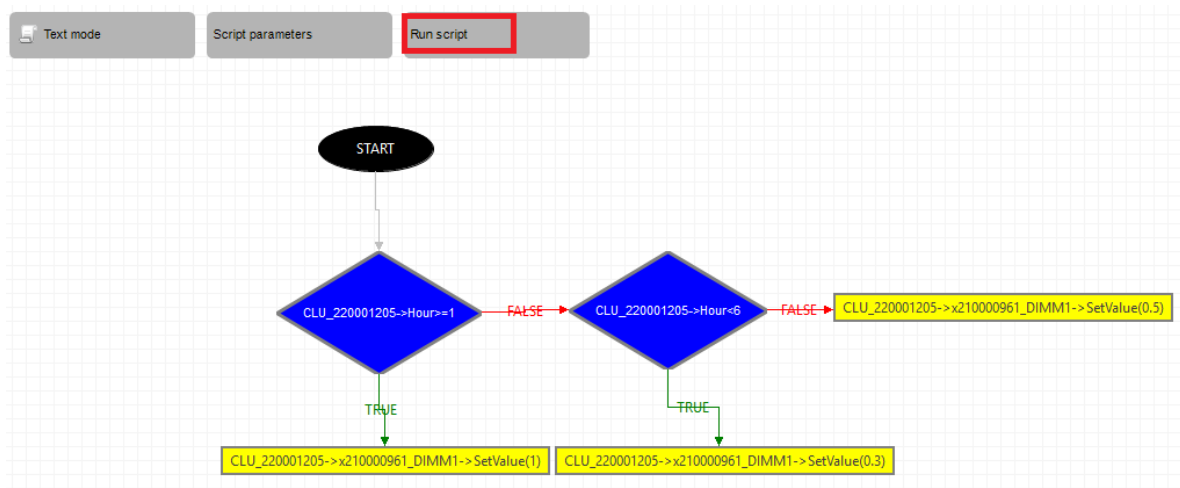 Text mode
Script parameters
Run script
START
CLU_220001205->Hour>=1
FALSE
CLU_220001205->Hour<6
FALSE
CLU_220001205->x210000961_DIMM1->SetValue(0.5)
TRUE
TRUE
CLU_220001205->x210000961_DIMM1->SetValue(1)
CLU_220001205->x210000961_DIMM1->SetValue(0.3)